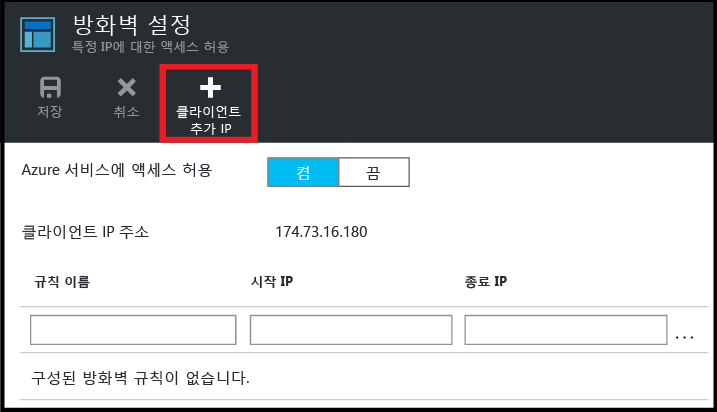 방화벽 설정
특정 IP에 대한 액세스 허용
저장
취소
클라이언트
추가 IP
Azure 서비스에 액세스 허용
켬
끔
클라이언트 IP 주소
174.73.16.180
규칙 이름
시작 IP
종료 IP
...
구성된 방화벽 규칙이 없습니다.